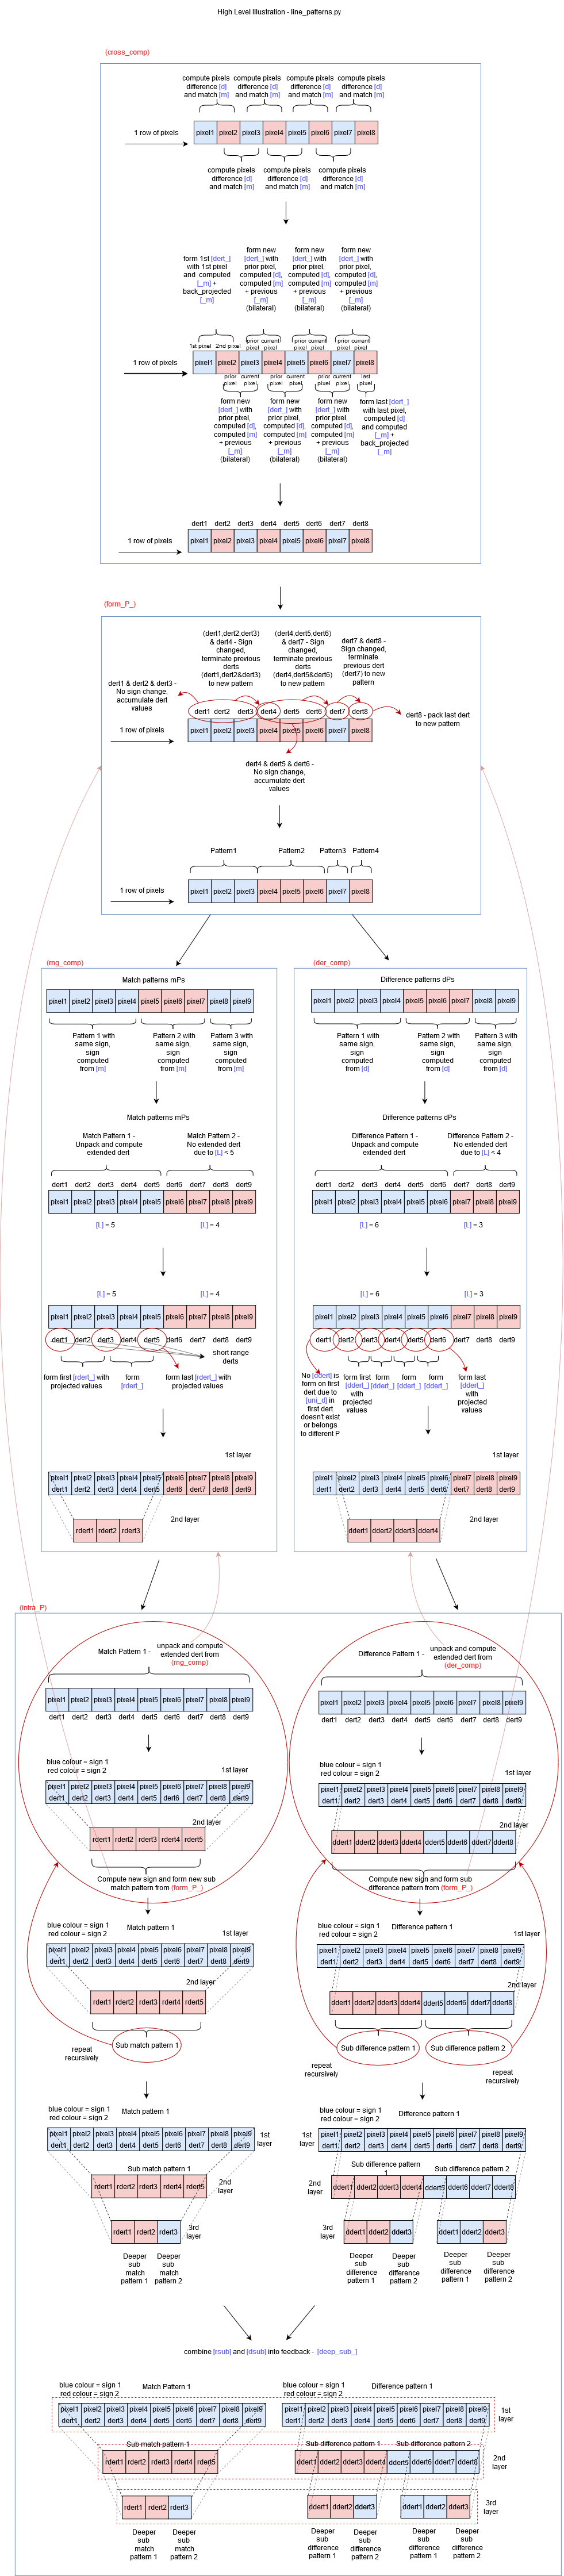 High Level Illustration - line_patterns.py
(cross_comp)
compute pixels difference [d] and match [m]
compute pixels difference [d] and match [m]
compute pixels difference [d] and match [m]
compute pixels difference [d] and match [m]
1 row of pixels
pixel1 pixel2 pixel3 pixel4 pixel5 pixel6 pixel7 pixel8
compute pixels difference [d] and match [m]
compute pixels difference [d] and match [m]
compute pixels difference [d] and match [m]
form 1st [dert_] with 1st pixel and computed [_m] + back_projected [_m]
form new [dert_] with prior pixel, computed [d], computed [m] + previous [_m] (bilateral)
form new [dert_] with prior pixel, computed [d], computed [m] + previous [_m] (bilateral)
form new [dert_] with prior pixel, computed [d], computed [m] + previous [_m] (bilateral)
1st pixel 2nd pixel
prior pixel current pixel
prior pixel current pixel
prior pixel current pixel
1 row of pixels
pixel1 pixel2 pixel3 pixel4 pixel5 pixel6 pixel7 pixel8
prior pixel current pixel
prior pixel current pixel
prior pixel current pixel
last pixel
form new [dert_] with prior pixel, computed [d], computed [m] + previous [_m] (bilateral)
form new [dert_] with prior pixel, computed [d], computed [m] + previous [_m] (bilateral)
form new [dert_] with prior pixel, computed [d], computed [m] + previous [_m] (bilateral)
form last [dert_] with last pixel, computed [d] and computed [_m] + back_projected [_m]
dert1 dert2 dert3 dert4 dert5 dert6 dert7 dert8
1 row of pixels
pixel1 pixel2 pixel3 pixel4 pixel5 pixel6 pixel7 pixel8
(form_P_)
(dert1,dert2,dert3) & dert4 - Sign changed, terminate previous derts (dert1,dert2&dert3) to new pattern
(dert4,dert5,dert6) & dert7 - Sign changed, terminate previous derts (dert4,dert5&dert6) to new pattern
dert7 & dert8 - Sign changed, terminate previous dert (dert7) to new pattern
dert1 & dert2 & dert3 - No sign change, accumulate dert values
dert1 dert2 dert3 dert4 dert5 dert6 dert7 dert8
dert8 - pack last dert to new pattern
1 row of pixels
pixel1 pixel2 pixel3 pixel4 pixel5 pixel6 pixel7 pixel8
dert4 & dert5 & dert6 - No sign change, accumulate dert values
Pattern1 Pattern2 Pattern3 Pattern4
1 row of pixels
pixel1 pixel2 pixel3 pixel4 pixel5 pixel6 pixel7 pixel8
(rng_comp)
Match patterns mPs
pixel1 pixel2 pixel3 pixel4 pixel5 pixel6 pixel7 pixel8 pixel9
Pattern 1 with same sign, sign computed from [m]
Pattern 2 with same sign, sign computed from [m]
Pattern 3 with same sign, sign computed from [m]
Match patterns mPs
Match Pattern 1 - Unpack and compute extended dert
Match Pattern 2 - No extended dert due to [L] < 5
dert1 dert2 dert3 dert4 dert5 dert6 dert7 dert8 dert9
pixel1 pixel2 pixel3 pixel4 pixel5 pixel6 pixel7 pixel8 pixel9
[L] = 5 [L] = 4
[L] = 5 [L] = 4
pixel1 pixel2 pixel3 pixel4 pixel5 pixel6 pixel7 pixel8 pixel9
dert1 dert2 dert3 dert4 dert5 dert6 dert7 dert8 dert9
short range derts
form first [rdert_] with projected values
form [rdert_]
form last [rdert_] with projected values
1st layer
pixel1 pixel2 pixel3 pixel4 pixel5 pixel6 pixel7 pixel8 pixel9
dert1 dert2 dert3 dert4 dert5 dert6 dert7 dert8 dert9
2nd layer
rdert1 rdert2 rdert3
(der_comp)
Difference patterns dPs
pixel1 pixel2 pixel3 pixel4 pixel5 pixel6 pixel7 pixel8 pixel9
Pattern 1 with same sign, sign computed from [d]
Pattern 2 with same sign, sign computed from [d]
Pattern 3 with same sign, sign computed from [d]
Difference patterns dPs
Difference Pattern 1 - Unpack and compute extended dert
Difference Pattern 2 - No extended dert due to [L] < 4
dert1 dert2 dert3 dert4 dert5 dert6 dert7 dert8 dert9
pixel1 pixel2 pixel3 pixel4 pixel5 pixel6 pixel7 pixel8 pixel9
[L] = 6 [L] = 3
[L] = 6 [L] = 3
pixel1 pixel2 pixel3 pixel4 pixel5 pixel6 pixel7 pixel8 pixel9
dert1 dert2 dert3 dert4 dert5 dert6 dert7 dert8 dert9
No [ddert] is form on first dert due to [uni_d] in first dert doesn't exist or belongs to different P
form first [ddert_] with projected values
form [ddert_]
form [ddert_]
form [ddert_]
form last [ddert_] with projected values
1st layer
pixel1 pixel2 pixel3 pixel4 pixel5 pixel6 pixel7 pixel8 pixel9
dert1 dert2 dert3 dert4 dert5 dert6 dert7 dert8 dert9
2nd layer
ddert1 ddert2 ddert3 ddert4
(intra_P)
Match Pattern 1 - unpack and compute extended dert from (rng_comp)
pixel1 pixel2 pixel3 pixel4 pixel5 pixel6 pixel7 pixel8 pixel9
dert1 dert2 dert3 dert4 dert5 dert6 dert7 dert8 dert9
blue colour = sign 1
red colour = sign 2
1st layer
pixel1 pixel2 pixel3 pixel4 pixel5 pixel6 pixel7 pixel8 pixel9
dert1 dert2 dert3 dert4 dert5 dert6 dert7 dert8 dert9
2nd layer
rdert1 rdert2 rdert3 rdert4 rdert5
Compute new sign and form new sub match pattern from (form_P_)
Difference Pattern 1 - unpack and compute extended dert from (der_comp)
pixel1 pixel2 pixel3 pixel4 pixel5 pixel6 pixel7 pixel8 pixel9
dert1 dert2 dert3 dert4 dert5 dert6 dert7 dert8 dert9
blue colour = sign 1
red colour = sign 2
1st layer
pixel1 pixel2 pixel3 pixel4 pixel5 pixel6 pixel7 pixel8 pixel9
dert1 dert2 dert3 dert4 dert5 dert6 dert7 dert8 dert9
2nd layer
ddert1 ddert2 ddert3 ddert4 ddert5 ddert6 ddert7 ddert8
Compute new sign and form sub difference pattern from (form_P_)
blue colour = sign 1
red colour = sign 2
Match pattern 1
1st layer
pixel1 pixel2 pixel3 pixel4 pixel5 pixel6 pixel7 pixel8 pixel9
dert1 dert2 dert3 dert4 dert5 dert6 dert7 dert8 dert9
2nd layer
rdert1 rdert2 rdert3 rdert4 rdert5
Sub match pattern 1
repeat recursively
blue colour = sign 1
red colour = sign 2
Difference pattern 1
1st layer
pixel1 pixel2 pixel3 pixel4 pixel5 pixel6 pixel7 pixel8 pixel9
dert1 dert2 dert3 dert4 dert5 dert6 dert7 dert8 dert9
2nd layer
ddert1 ddert2 ddert3 ddert4 ddert5 ddert6 ddert7 ddert8
Sub difference pattern 1 Sub difference pattern 2
repeat recursively
repeat recursively
blue colour = sign 1
red colour = sign 2
Match pattern 1
pixel1 pixel2 pixel3 pixel4 pixel5 pixel6 pixel7 pixel8 pixel9
dert1 dert2 dert3 dert4 dert5 dert6 dert7 dert8 dert9
1st layer
Sub match pattern 1
rdert1 rdert2 rdert3 rdert4 rdert5
2nd layer
rdert1 rdert2 rdert3
3rd layer
Deeper sub match pattern 1
Deeper sub match pattern 2
blue colour = sign 1
red colour = sign 2
Difference pattern 1
1st layer
pixel1 pixel2 pixel3 pixel4 pixel5 pixel6 pixel7 pixel8 pixel9
dert1 dert2 dert3 dert4 dert5 dert6 dert7 dert8 dert9
Sub difference pattern 1
Sub difference pattern 2
2nd layer
ddert1 ddert2 ddert3 ddert4 ddert5 ddert6 ddert7 ddert8
3rd layer
ddert1 ddert2 ddert3 ddert1 ddert2 ddert3
Deeper sub difference pattern 1
Deeper sub difference pattern 2
Deeper sub difference pattern 1
Deeper sub difference pattern 2
combine [rsub] and [dsub] into feedback - [deep_sub_]
blue colour = sign 1
red colour = sign 2
Match Pattern 1
blue colour = sign 1
red colour = sign 2
Difference pattern 1
pixel1 pixel2 pixel3 pixel4 pixel5 pixel6 pixel7 pixel8 pixel9 pixel1 pixel2 pixel3 pixel4 pixel5 pixel6 pixel7 pixel8 pixel9
dert1 dert2 dert3 dert4 dert5 dert6 dert7 dert8 dert9 dert1 dert2 dert3 dert4 dert5 dert6 dert7 dert8 dert9
1st layer
Sub match pattern 1 Sub difference pattern 1 Sub difference pattern 2
rdert1 rdert2 rdert3 rdert4 rdert5 ddert1 ddert2 ddert3 ddert4 ddert5 ddert6 ddert7 ddert8
2nd layer
rdert1 rdert2 rdert3 ddert1 ddert2 ddert3 ddert1 ddert2 ddert3
3rd layer
Deeper sub match pattern 1
Deeper sub match pattern 2
Deeper sub difference pattern 1
Deeper sub difference pattern 2
Deeper sub difference pattern 1
Deeper sub difference pattern 2